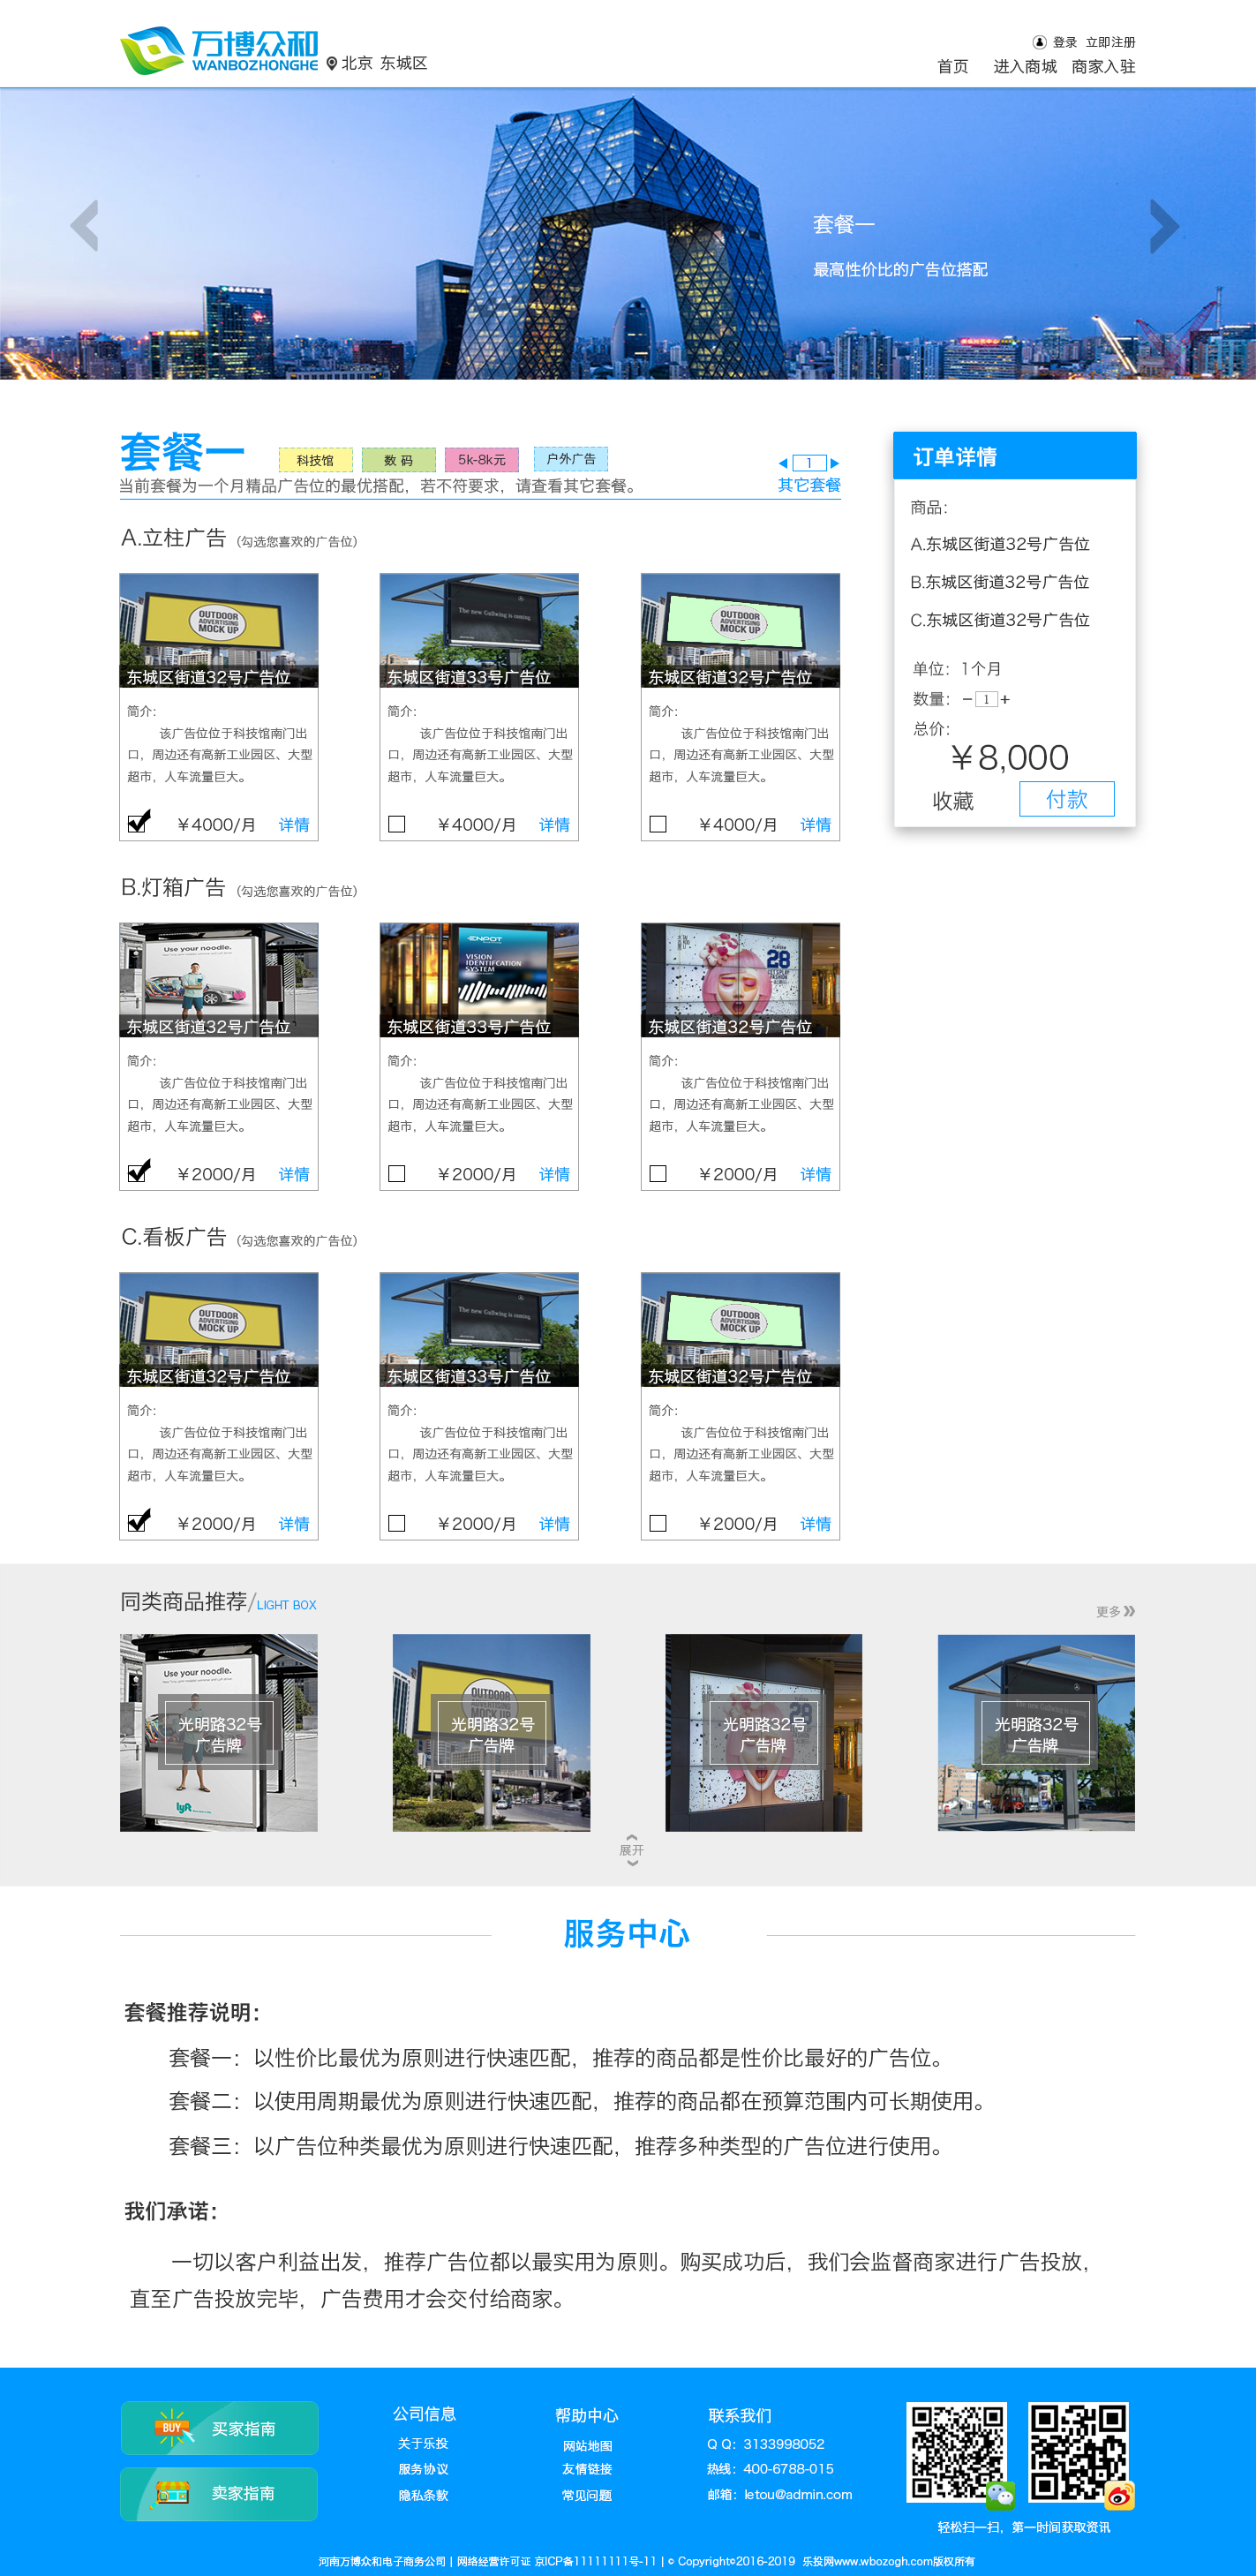 万博众和
WANBOZHONGHE
北京 东城区
登录 立即注册
首页 进入商城 商家入驻
套餐一
最高性价比的广告位搭配
套餐一
科技馆 数 码 5k-8k元 户外广告
1
当前套餐为一个月精品广告位的最优搭配，若不符要求，请查看其它套餐。
其它套餐
A.立柱广告（勾选您喜欢的广告位）
OUTDOOR
ADVERTISING
MOCK UP
东城区街道32号广告位
简介：
该广告位位于科技馆南门出
口，周边还有高新工业园区、大型
超市，人车流量巨大。
￥4000/月 详情
The new Gullwing is coming.
东城区街道33号广告位
简介：
该广告位位于科技馆南门出
口，周边还有高新工业园区、大型
超市，人车流量巨大。
￥4000/月 详情
OUTDOOR
ADVERTISING
MOCK UP
东城区街道32号广告位
简介：
该广告位位于科技馆南门出
口，周边还有高新工业园区、大型
超市，人车流量巨大。
￥4000/月 详情
订单详情
商品：
A.东城区街道32号广告位
B.东城区街道32号广告位
C.东城区街道32号广告位
单位：1个月
数量：－1+
总价：
￥8,000
收藏 付款
B.灯箱广告（勾选您喜欢的广告位）
Use your noodle.
东城区街道32号广告位
简介：
该广告位位于科技馆南门出
口，周边还有高新工业园区、大型
超市，人车流量巨大。
￥2000/月 详情
ENPOT
VISION
IDENTIFCATION
SYSTEM
东城区街道33号广告位
简介：
该广告位位于科技馆南门出
口，周边还有高新工业园区、大型
超市，人车流量巨大。
￥2000/月 详情
28
东城区街道32号广告位
简介：
该广告位位于科技馆南门出
口，周边还有高新工业园区、大型
超市，人车流量巨大。
￥2000/月 详情
C.看板广告（勾选您喜欢的广告位）
OUTDOOR
ADVERTISING
MOCK UP
东城区街道32号广告位
简介：
该广告位位于科技馆南门出
口，周边还有高新工业园区、大型
超市，人车流量巨大。
￥2000/月 详情
The new Gullwing is coming.
东城区街道33号广告位
简介：
该广告位位于科技馆南门出
口，周边还有高新工业园区、大型
超市，人车流量巨大。
￥2000/月 详情
OUTDOOR
ADVERTISING
MOCK UP
东城区街道32号广告位
简介：
该广告位位于科技馆南门出
口，周边还有高新工业园区、大型
超市，人车流量巨大。
￥2000/月 详情
同类商品推荐/LIGHT BOX
更多
Use your noodle.
光明路32号
广告牌
lyft
OUTDOOR
光明路32号
广告牌
28
光明路32号
广告牌
光明路32号
广告牌
展开
服务中心
套餐推荐说明：
套餐一：以性价比最优为原则进行快速匹配，推荐的商品都是性价比最好的广告位。
套餐二：以使用周期最优为原则进行快速匹配，推荐的商品都在预算范围内可长期使用。
套餐三：以广告位种类最优为原则进行快速匹配，推荐多种类型的广告位进行使用。
我们承诺：
一切以客户利益出发，推荐广告位都以最实用为原则。购买成功后，我们会监督商家进行广告投放，
直至广告投放完毕，广告费用才会交付给商家。
BUY 买家指南
卖家指南
公司信息
关于乐投
服务协议
隐私条款
帮助中心
网站地图
友情链接
常见问题
联系我们
Q Q：3133998052
热线：400-6788-015
邮箱：letou@admin.com
轻松扫一扫，第一时间获取资讯
河南万博众和电子商务公司 | 网络经营许可证 京ICP备11111111号-11 | © Copyright©2016-2019 乐投网www.wbozogh.com版权所有